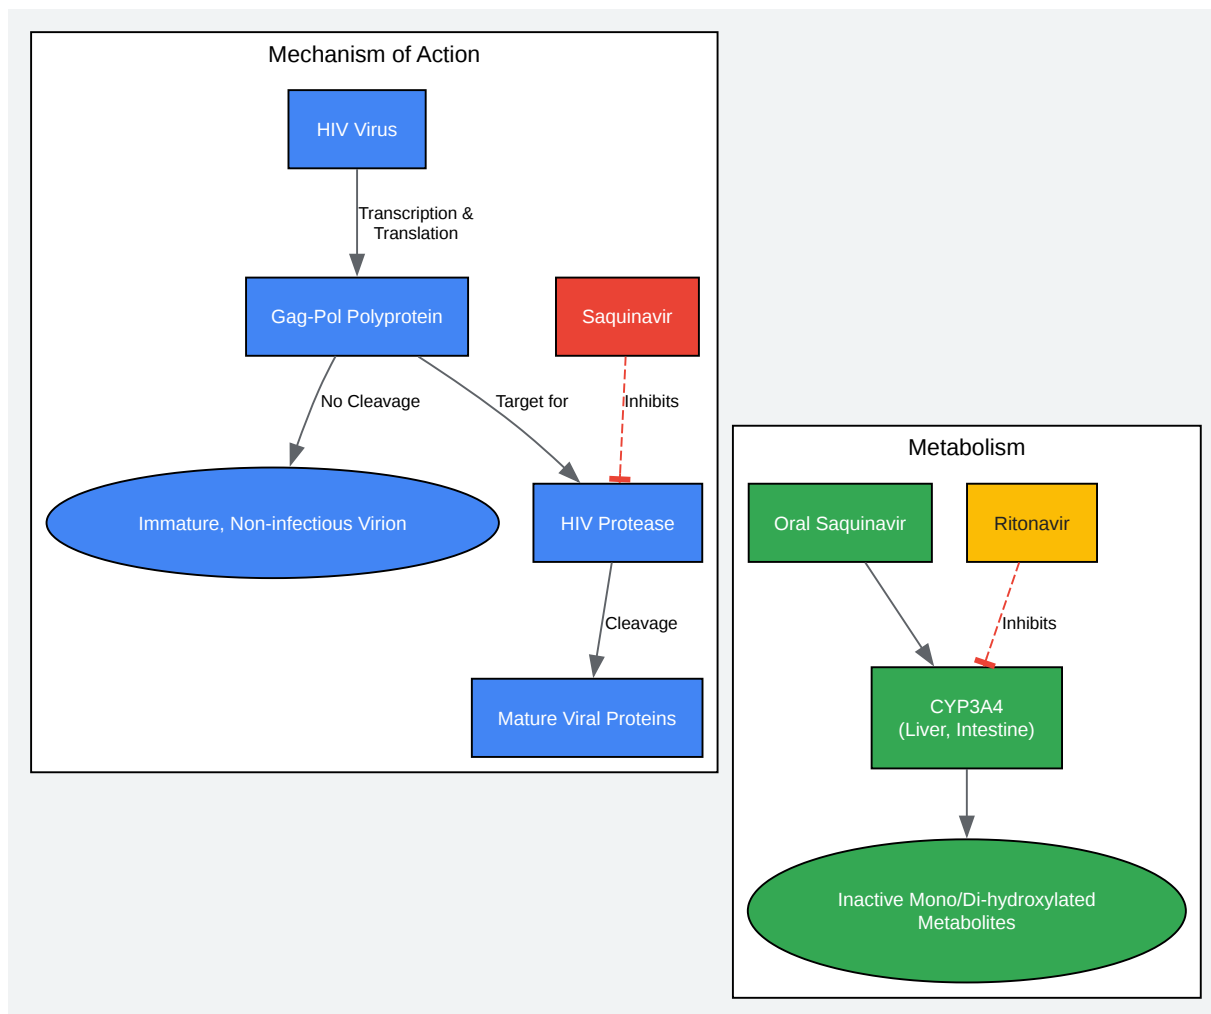 Mechanism of Action
HIV Virus
Transcription &
Translation
Gag-Pol Polyprotein
Saquinavir
No Cleavage
Target for
Inhibits
Immature, Non-infectious Virion
HIV Protease
Cleavage
Mature Viral Proteins
Metabolism
Oral Saquinavir
Ritonavir
Inhibits
CYP3A4
(Liver, Intestine)
Inactive Mono/Di-hydroxylated
Metabolites